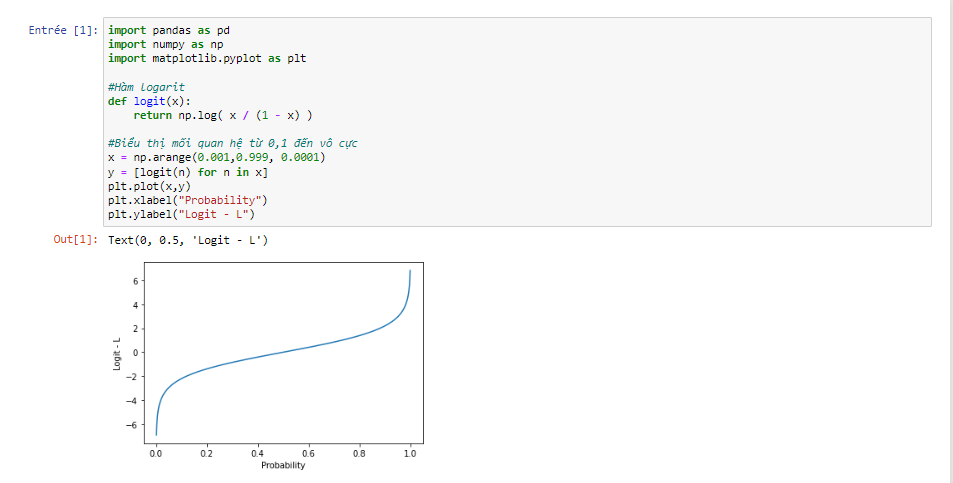 Entrée [1]: import pandas as pd
import numpy as np
import matplotlib.pyplot as plt
#Hàm Logarit
def logit(x):
    return np.log( x / (1 - x) )
#Biểu thị mối quan hệ từ 0,1 đến vô cực
x = np.arange(0.001,0.999, 0.0001)
y = [logit(n) for n in x]
plt.plot(x,y)
plt.xlabel("Probability")
plt.ylabel("Logit - L")
Out[1]: Text(0, 0.5, 'Logit - L')
6
4
2
0
−2
−4
−6
Logit - L
0.0 0.2 0.4 0.6 0.8 1.0
Probability